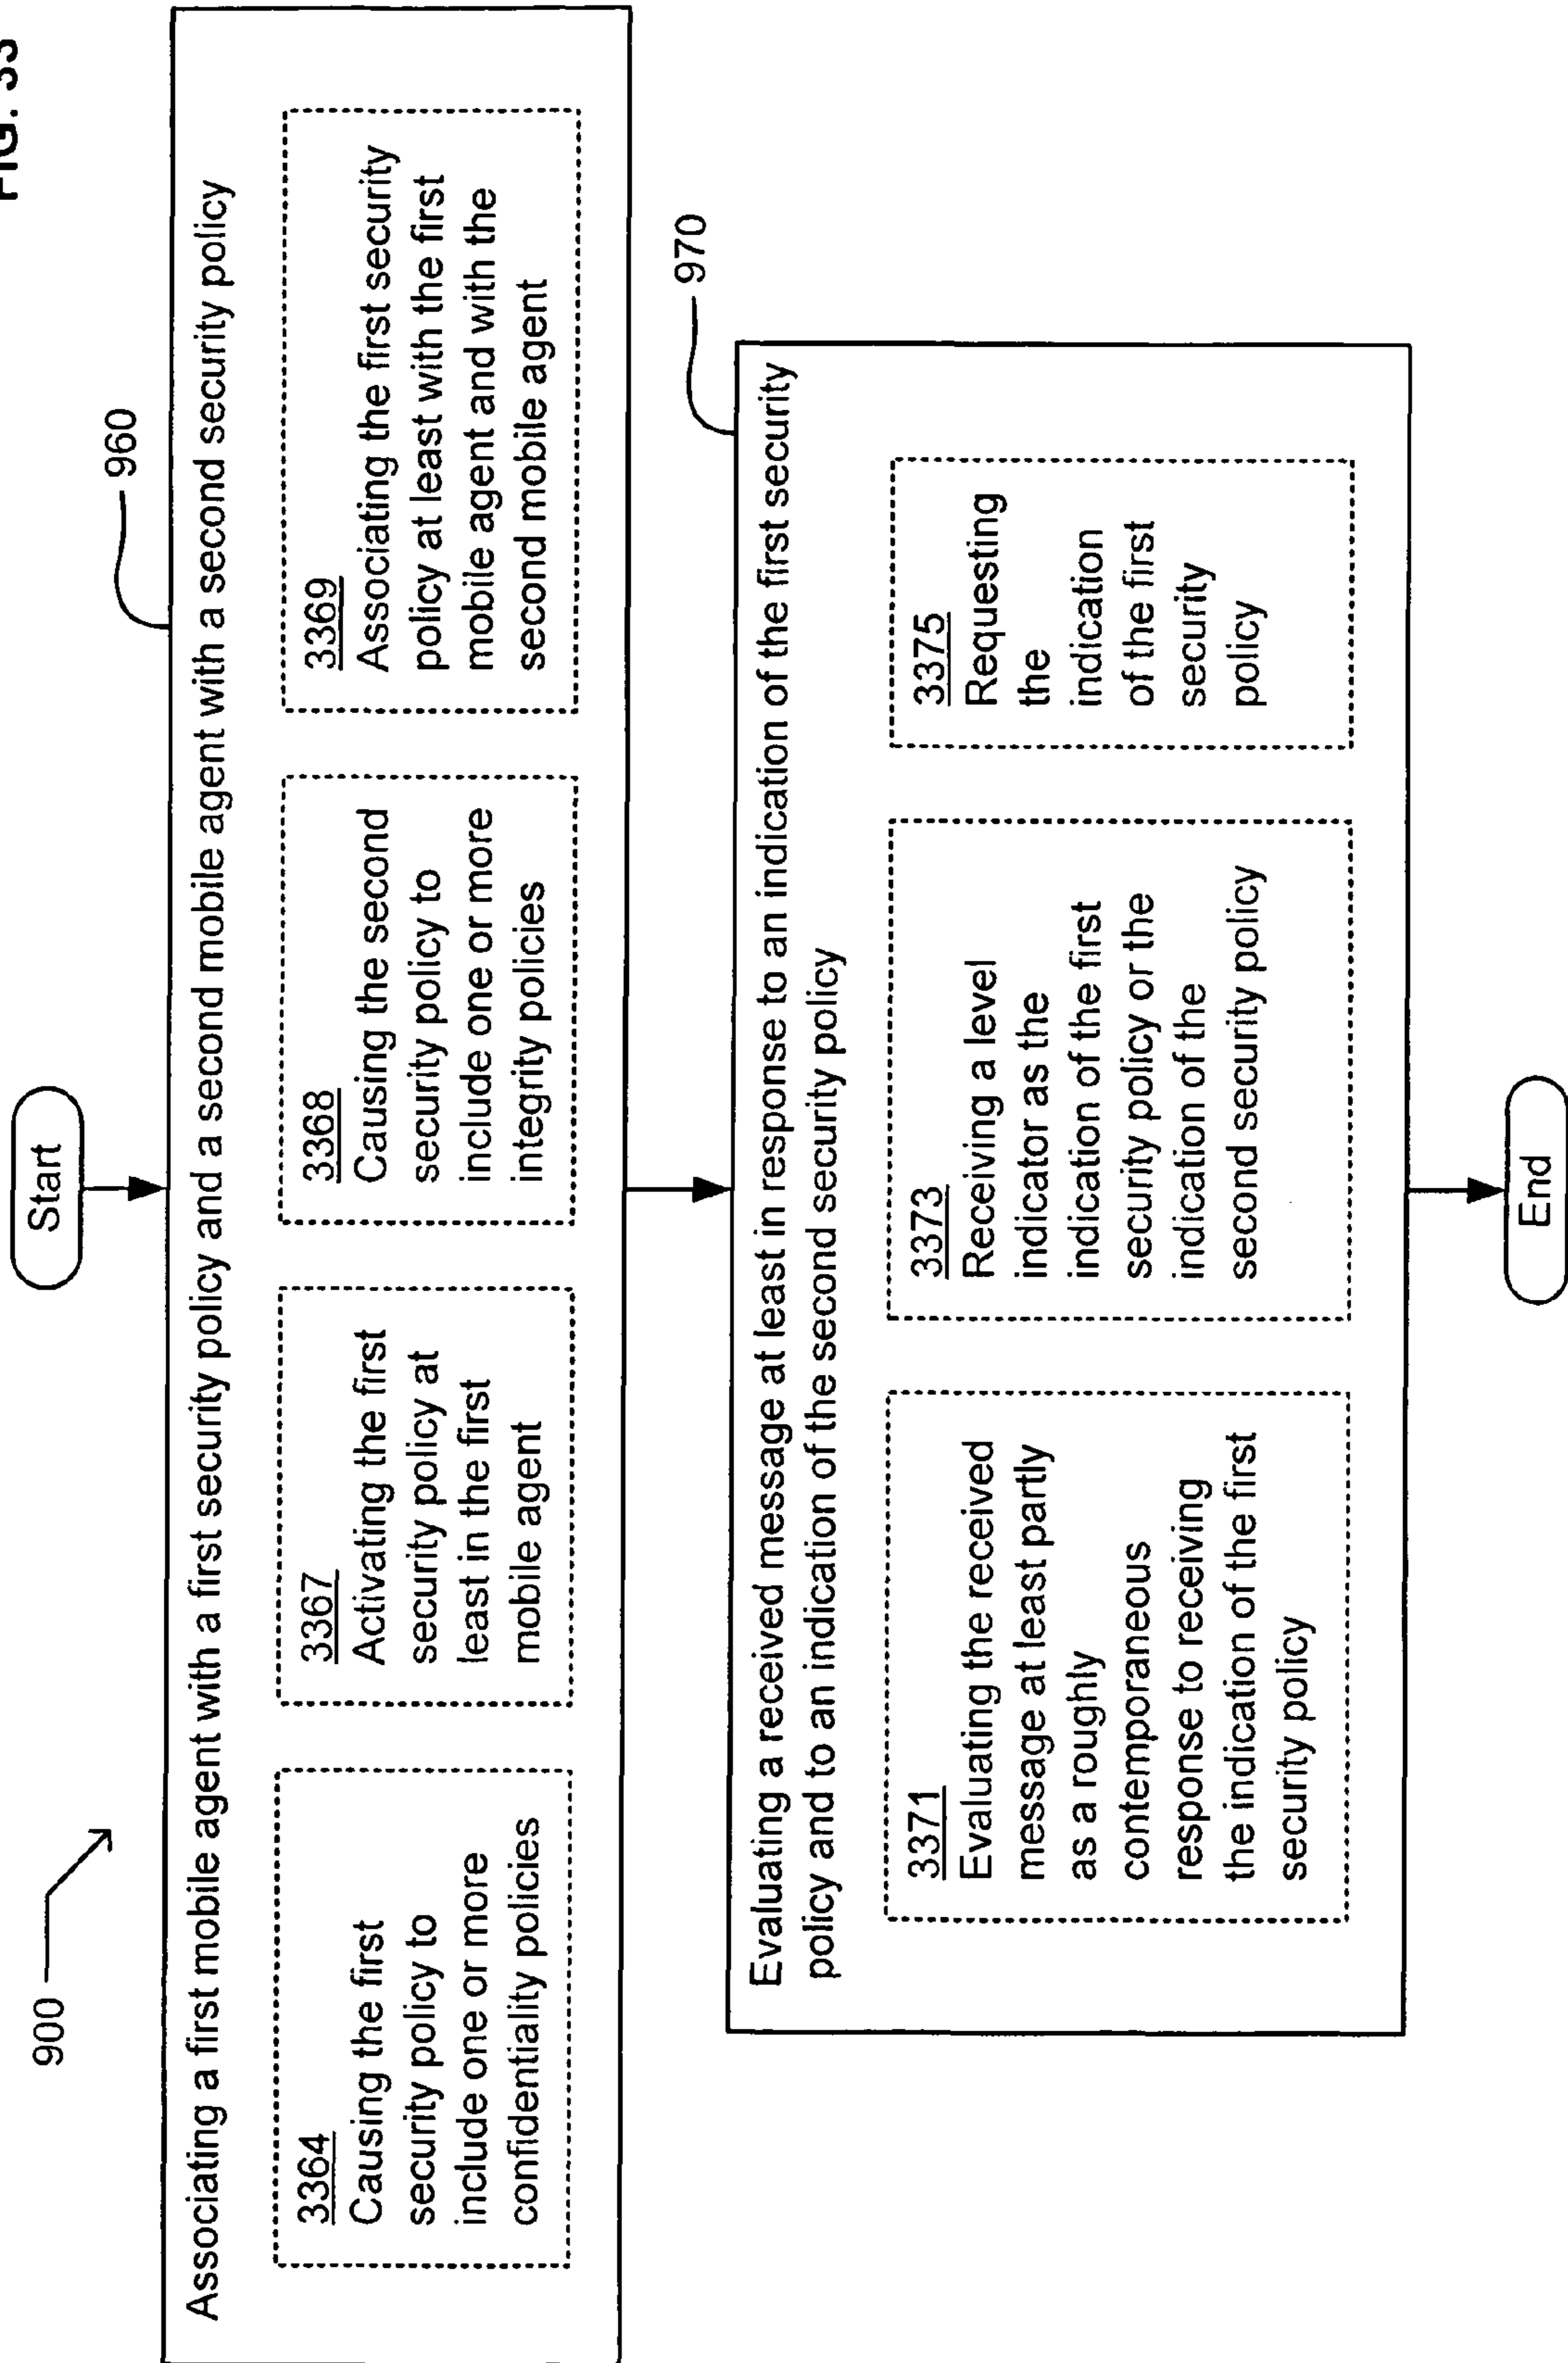 FIG. 33
900
Start
960
Associating a first mobile agent with a first security policy and a second mobile agent with a second security policy
3364
Causing the first
security policy to
include one or more
confidentiality policies
3367
Activating the first
security policy at
least in the first
mobile agent
3368
Causing the second
security policy to
include one or more
integrity policies
3369
Associating the first security
policy at least with the first
mobile agent and with the
second mobile agent
970
Evaluating a received message at least in response to an indication of the first security
policy and to an indication of the second security policy
3371
Evaluating the received
message at least partly
as a roughly
contemporaneous
response to receiving
the indication of the first
security policy
3373
Receiving a level
indicator as the
indication of the first
security policy or the
indication of the
second security policy
3375
Requesting
the
indication
of the first
security
policy
End